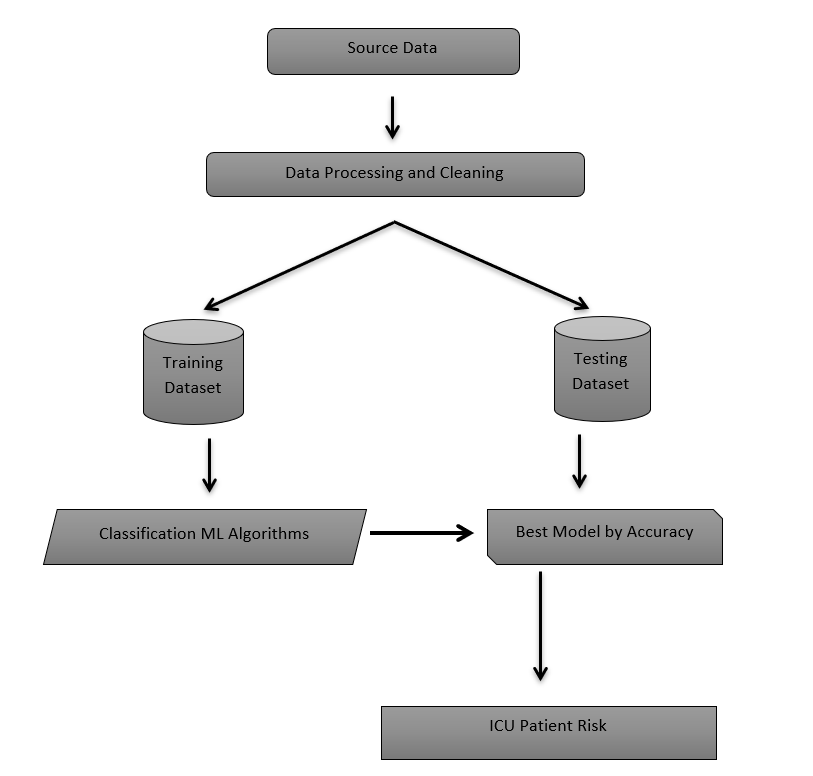 Source Data
Data Processing and Cleaning
Training
Dataset
Testing
Dataset
Classification ML Algorithms
Best Model by Accuracy
ICU Patient Risk